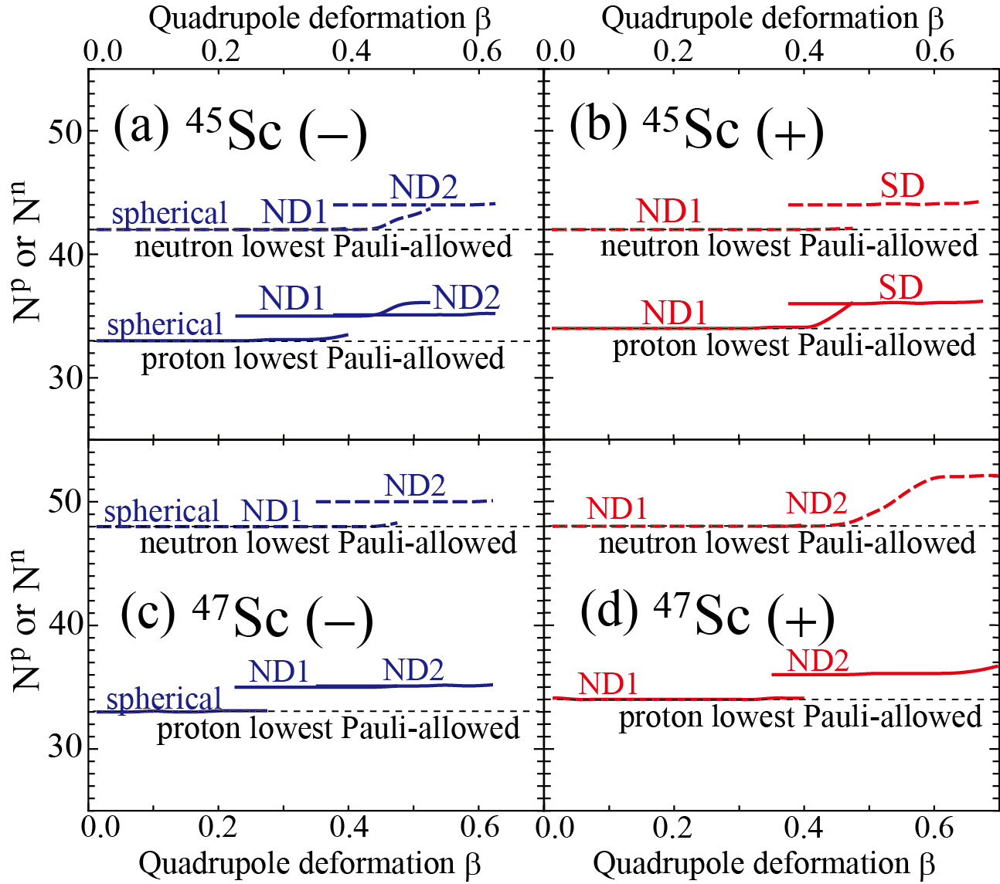 Quadrupole deformation β Quadrupole deformation β
0.0 0.2 0.4 0.6 0.0 0.2 0.4 0.6
(a) ⁴⁵Sc (−)
50
Nᵖ or Nⁿ
40
30
ND2
spherical ND1
neutron lowest Pauli-allowed
ND1 ND2
spherical
proton lowest Pauli-allowed
(b) ⁴⁵Sc (+)
SD
ND1
neutron lowest Pauli-allowed
SD
ND1
proton lowest Pauli-allowed
50
Nᵖ or Nⁿ
40
30
ND2
spherical ND1
neutron lowest Pauli-allowed
(c) ⁴⁷Sc (−)
ND1 ND2
spherical
proton lowest Pauli-allowed
ND1 ND2
neutron lowest Pauli-allowed
(d) ⁴⁷Sc (+)
ND2
ND1
proton lowest Pauli-allowed
0.0 0.2 0.4 0.6 0.0 0.2 0.4 0.6
Quadrupole deformation β Quadrupole deformation β